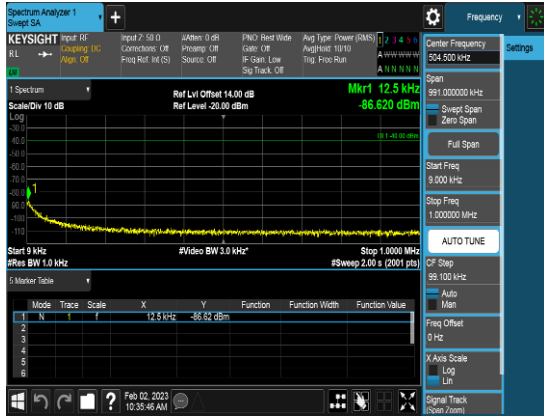 Spectrum Analyzer 1
Swept SA
Frequency
KEYSIGHT
RL
Input: RF
Coupling: DC
Align: Off
Input Z: 50 Ω
Corrections: Off
Freq Ref: Int (S)
#Atten: 0 dB
Preamp: Off
Source: Off
PNO: Best Wide
Gate: Off
IF Gain: Low
Sig Track: Off
Avg Type: Power (RMS)
Avg|Hold: 10/10
Trig: Free Run
1 2 3 4 5 6
A W W W W W
A N N N N N
1 Spectrum
Scale/Div 10 dB
Ref Lvl Offset 14.00 dB
Ref Level -20.00 dBm
Mkr1 12.5 kHz
-86.620 dBm
Log
-30.0
-40.0
-50.0
-60.0
-70.0
-80.0
-90.0
-100
-110
DL1 -40.00 dBm
1
Start 9 kHz
#Res BW 1.0 kHz
#Video BW 3.0 kHz*
Stop 1.0000 MHz
#Sweep 2.00 s (2001 pts)
5 Marker Table
Mode Trace Scale X Y Function Function Width Function Value
1 N 1 f 12.5 kHz -86.62 dBm
2
3
4
5
6
Feb 02, 2023
10:35:46 AM
Center Frequency
504.500 kHz
Settings
Span
991.000000 kHz
Swept Span
Zero Span
Full Span
Start Freq
9.000 kHz
Stop Freq
1.000000 MHz
AUTO TUNE
CF Step
99.100 kHz
Auto
Man
Freq Offset
0 Hz
X Axis Scale
Log
Lin
Signal Track
(Span Zoom)